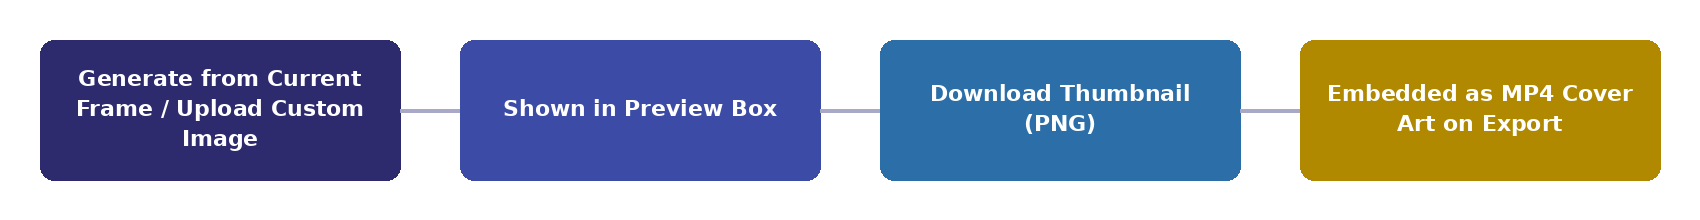 Generate from Current
Frame / Upload Custom
Image
Shown in Preview Box
Download Thumbnail
(PNG)
Embedded as MP4 Cover
Art on Export